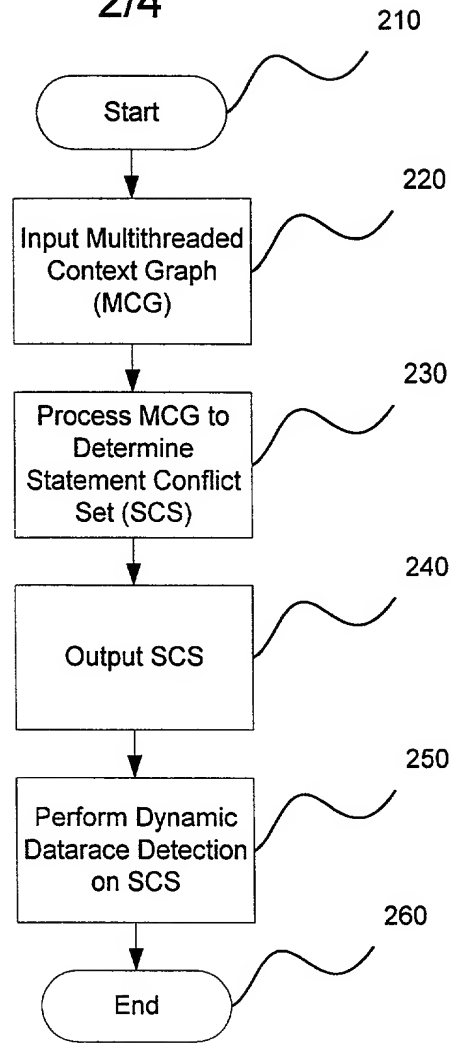 2/4
210
Start
220
Input Multithreaded
Context Graph
(MCG)
230
Process MCG to
Determine
Statement Conflict
Set (SCS)
240
Output SCS
250
Perform Dynamic
Datarace Detection
on SCS
260
End